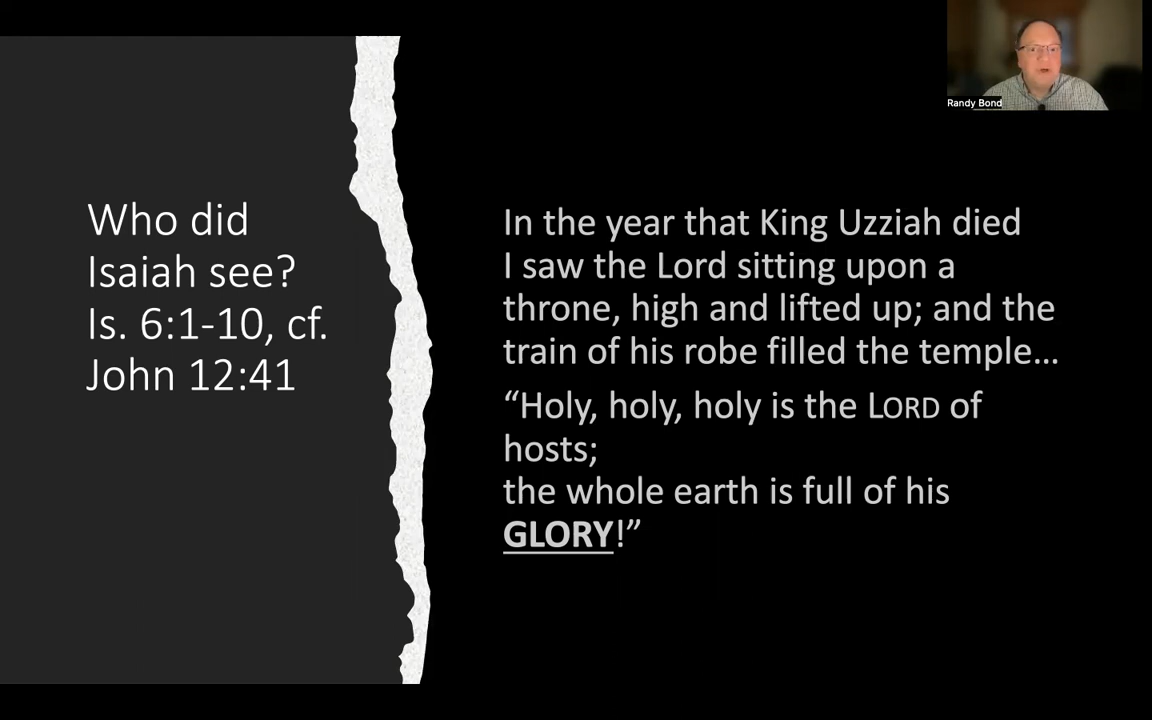 Randy Bond
Who did
Isaiah see?
Is. 6:1-10, cf.
John 12:41
In the year that King Uzziah died
I saw the Lord sitting upon a
throne, high and lifted up; and the
train of his robe filled the temple…
“Holy, holy, holy is the LORD of
hosts;
the whole earth is full of his
GLORY!”